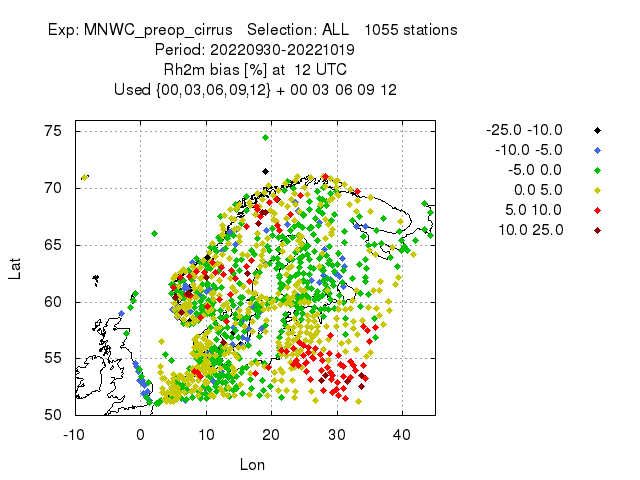 Exp: MNWC_preop_cirrus   Selection: ALL   1055 stations
Period: 20220930-20221019
Rh2m bias [%] at  12 UTC
Used {00,03,06,09,12} + 00 03 06 09 12
-25.0 -10.0
-10.0 -5.0
-5.0 0.0
0.0 5.0
5.0 10.0
10.0 25.0
75
70
65
60
55
50
Lat
-10 0 10 20 30 40
Lon